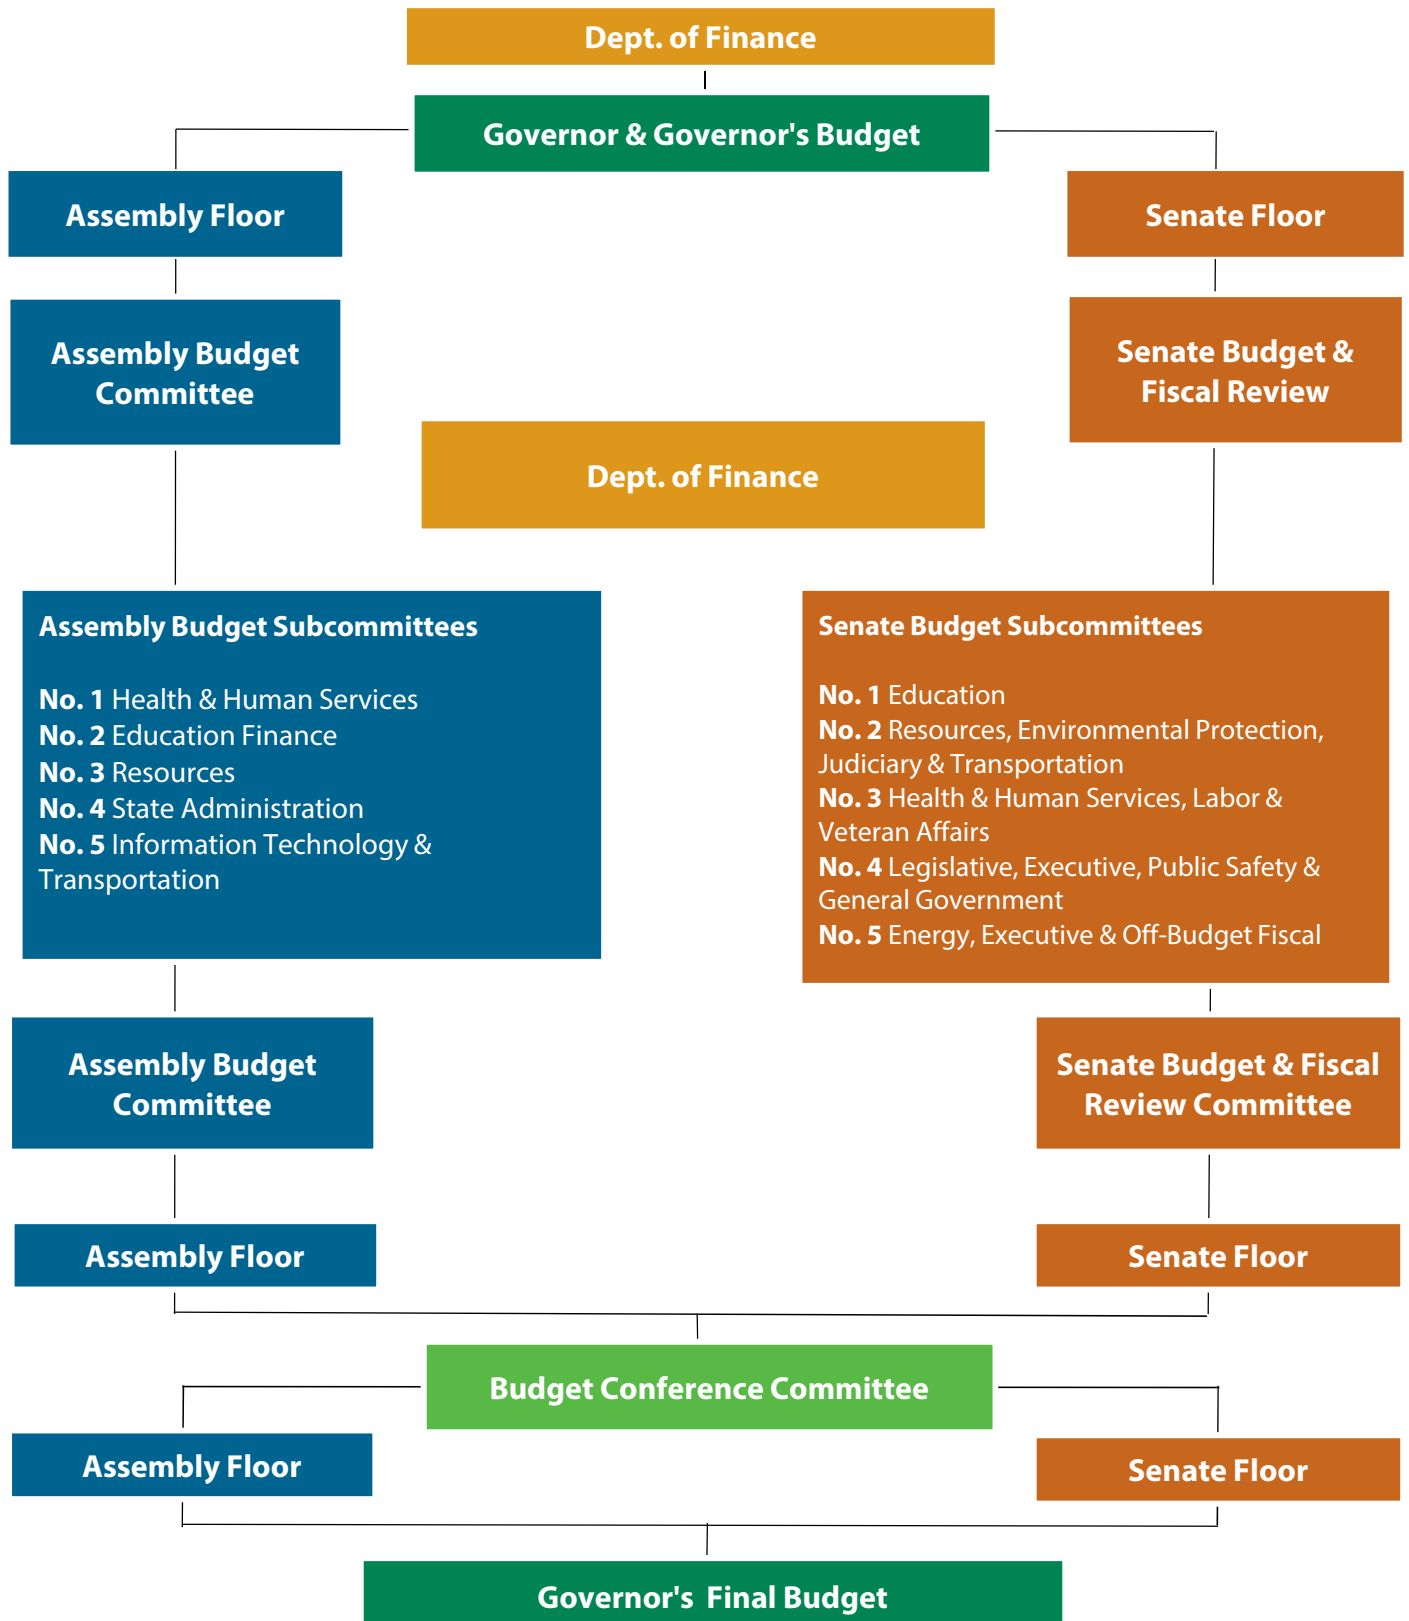 Dept. of Finance
Governor & Governor's Budget
Assembly Floor
Senate Floor
Assembly Budget
Committee
Senate Budget &
Fiscal Review
Dept. of Finance
Assembly Budget Subcommittees
No. 1 Health & Human Services
No. 2 Education Finance
No. 3 Resources
No. 4 State Administration
No. 5 Information Technology &
Transportation
Senate Budget Subcommittees
No. 1 Education
No. 2 Resources, Environmental Protection,
Judiciary & Transportation
No. 3 Health & Human Services, Labor &
Veteran Affairs
No. 4 Legislative, Executive, Public Safety &
General Government
No. 5 Energy, Executive & Off-Budget Fiscal
Assembly Budget
Committee
Senate Budget & Fiscal
Review Committee
Assembly Floor
Senate Floor
Budget Conference Committee
Assembly Floor
Senate Floor
Governor's Final Budget